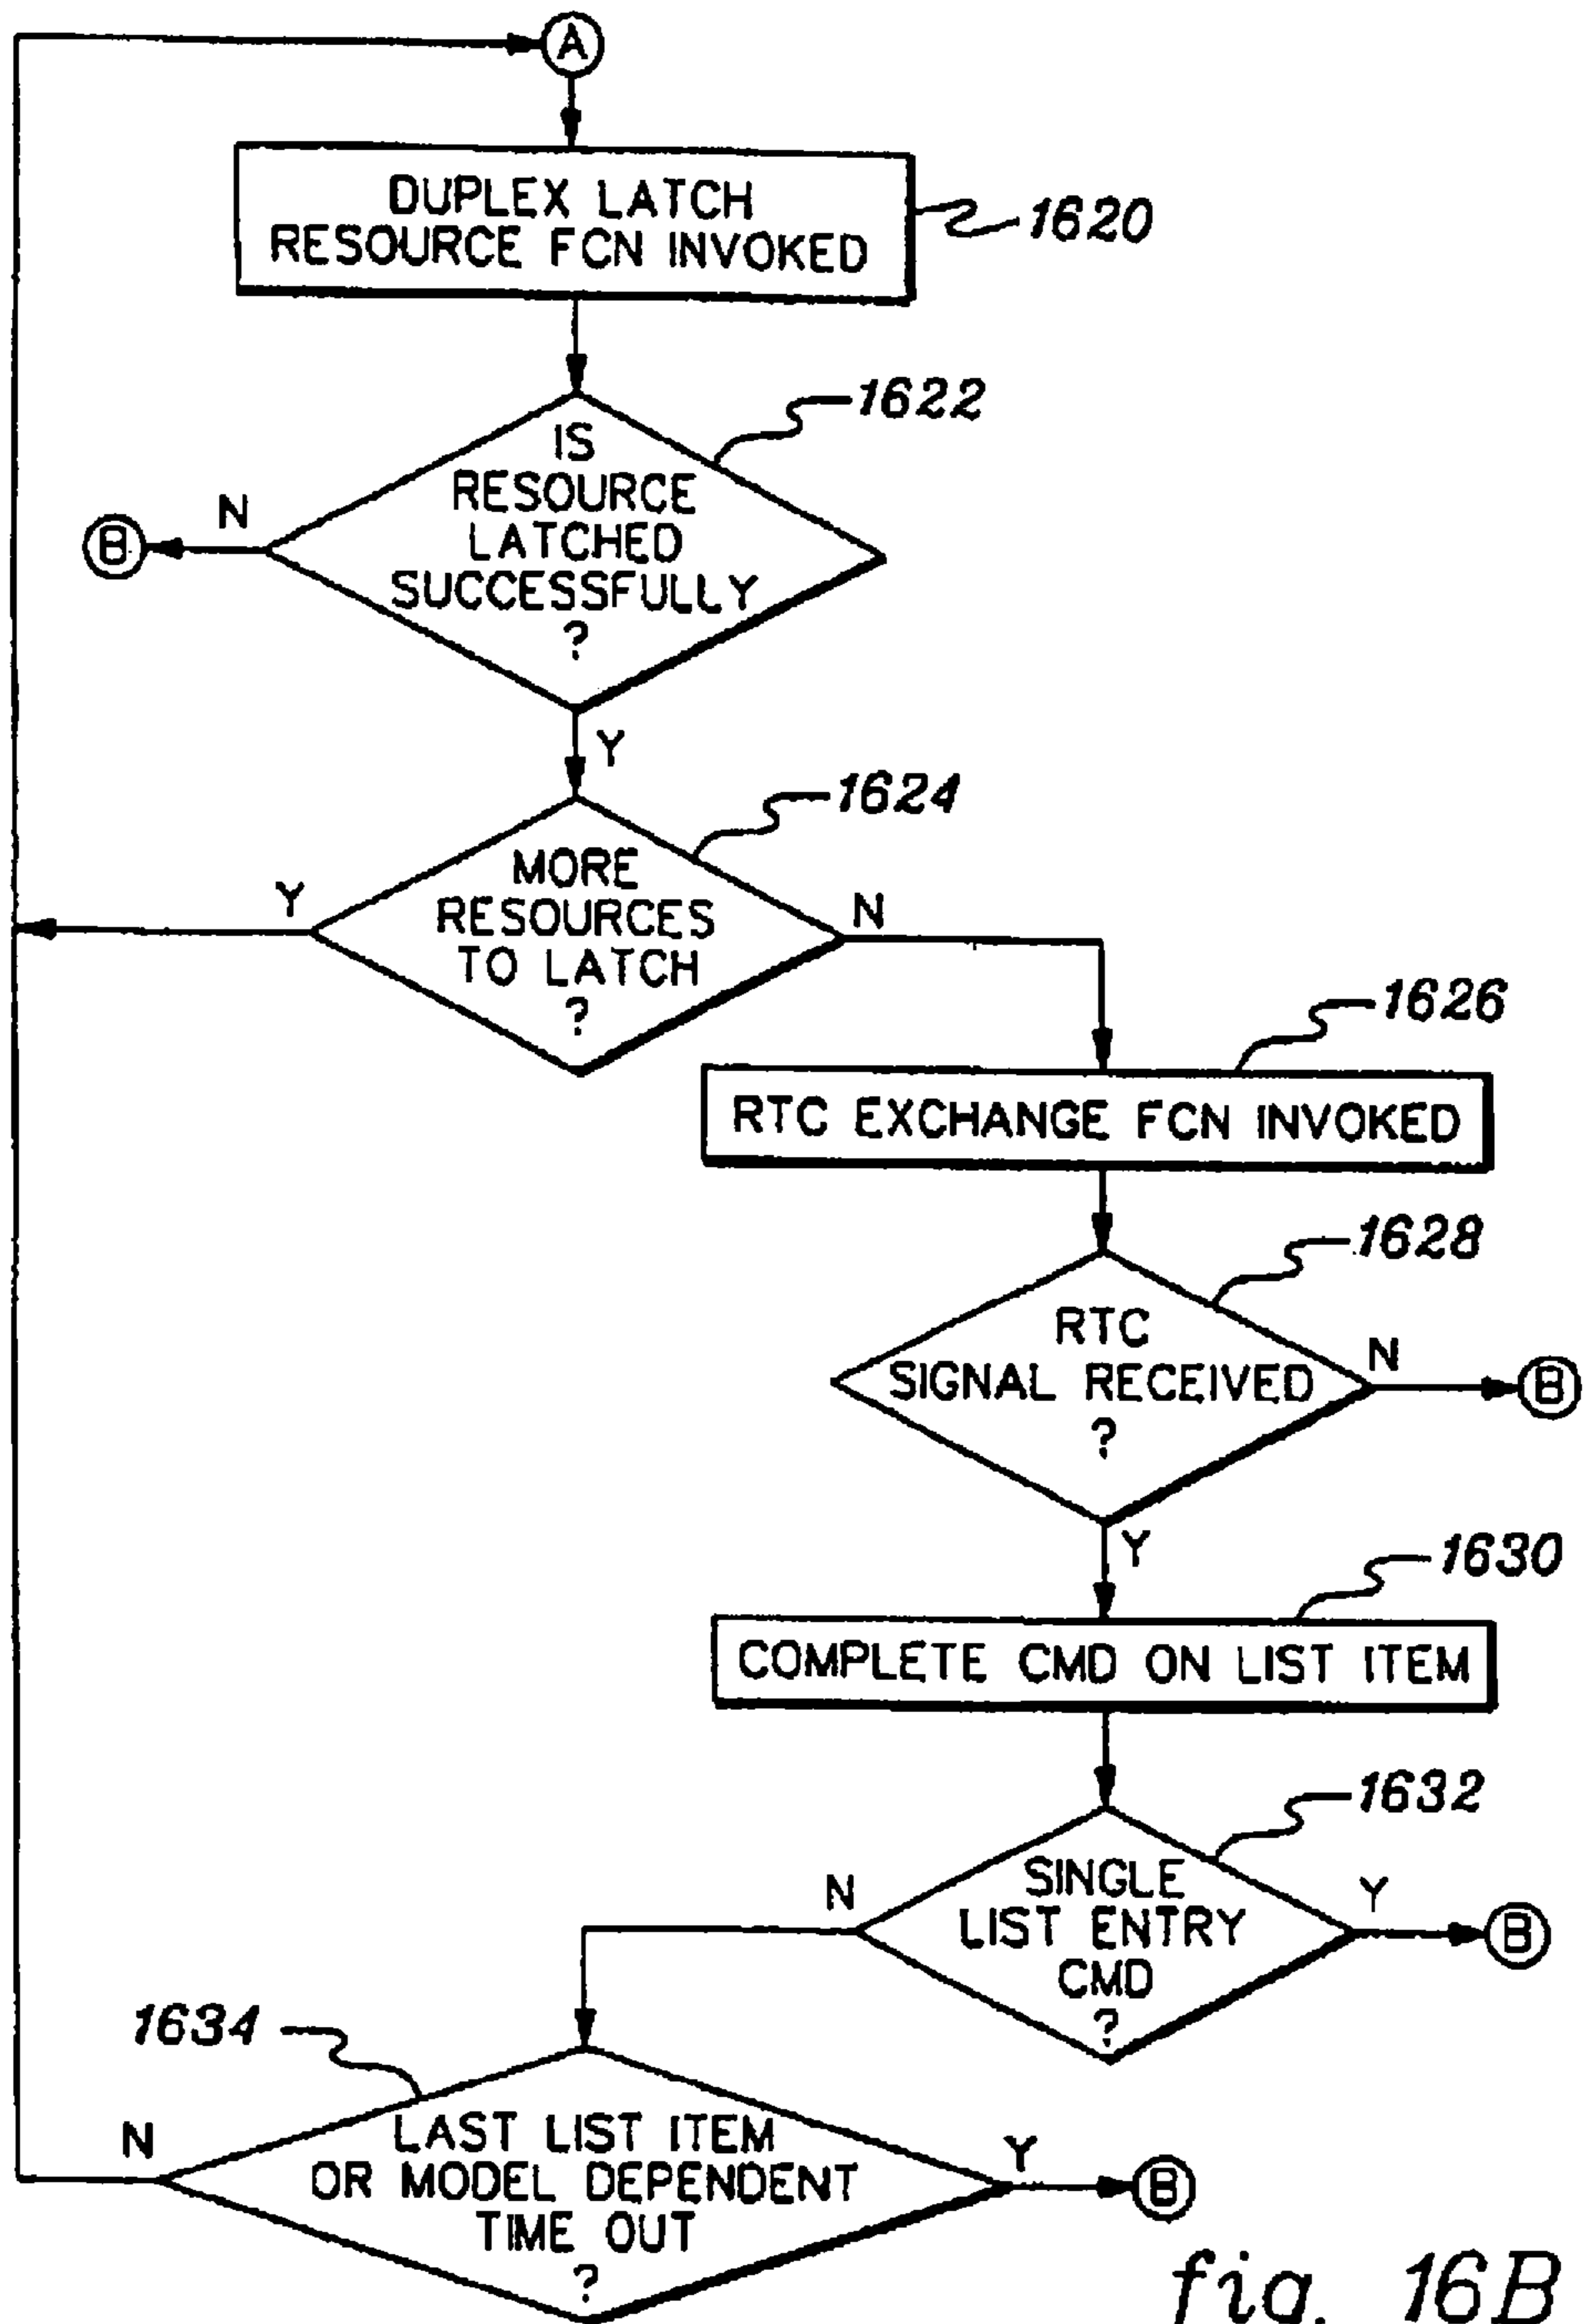 A
DUPLEX LATCH
RESOURCE FCN INVOKED
1620
1622
IS
RESOURCE
LATCHED
SUCCESSFULLY
?
N
B
Y
1624
MORE
RESOURCES
TO LATCH
?
Y
N
1626
RTC EXCHANGE FCN INVOKED
1628
RTC
SIGNAL RECEIVED
?
N
B
Y
1630
COMPLETE CMD ON LIST ITEM
1632
SINGLE
LIST ENTRY
CMD
?
N
Y
B
1634
LAST LIST ITEM
OR MODEL DEPENDENT
TIME OUT
?
N
Y
B
fig. 16B